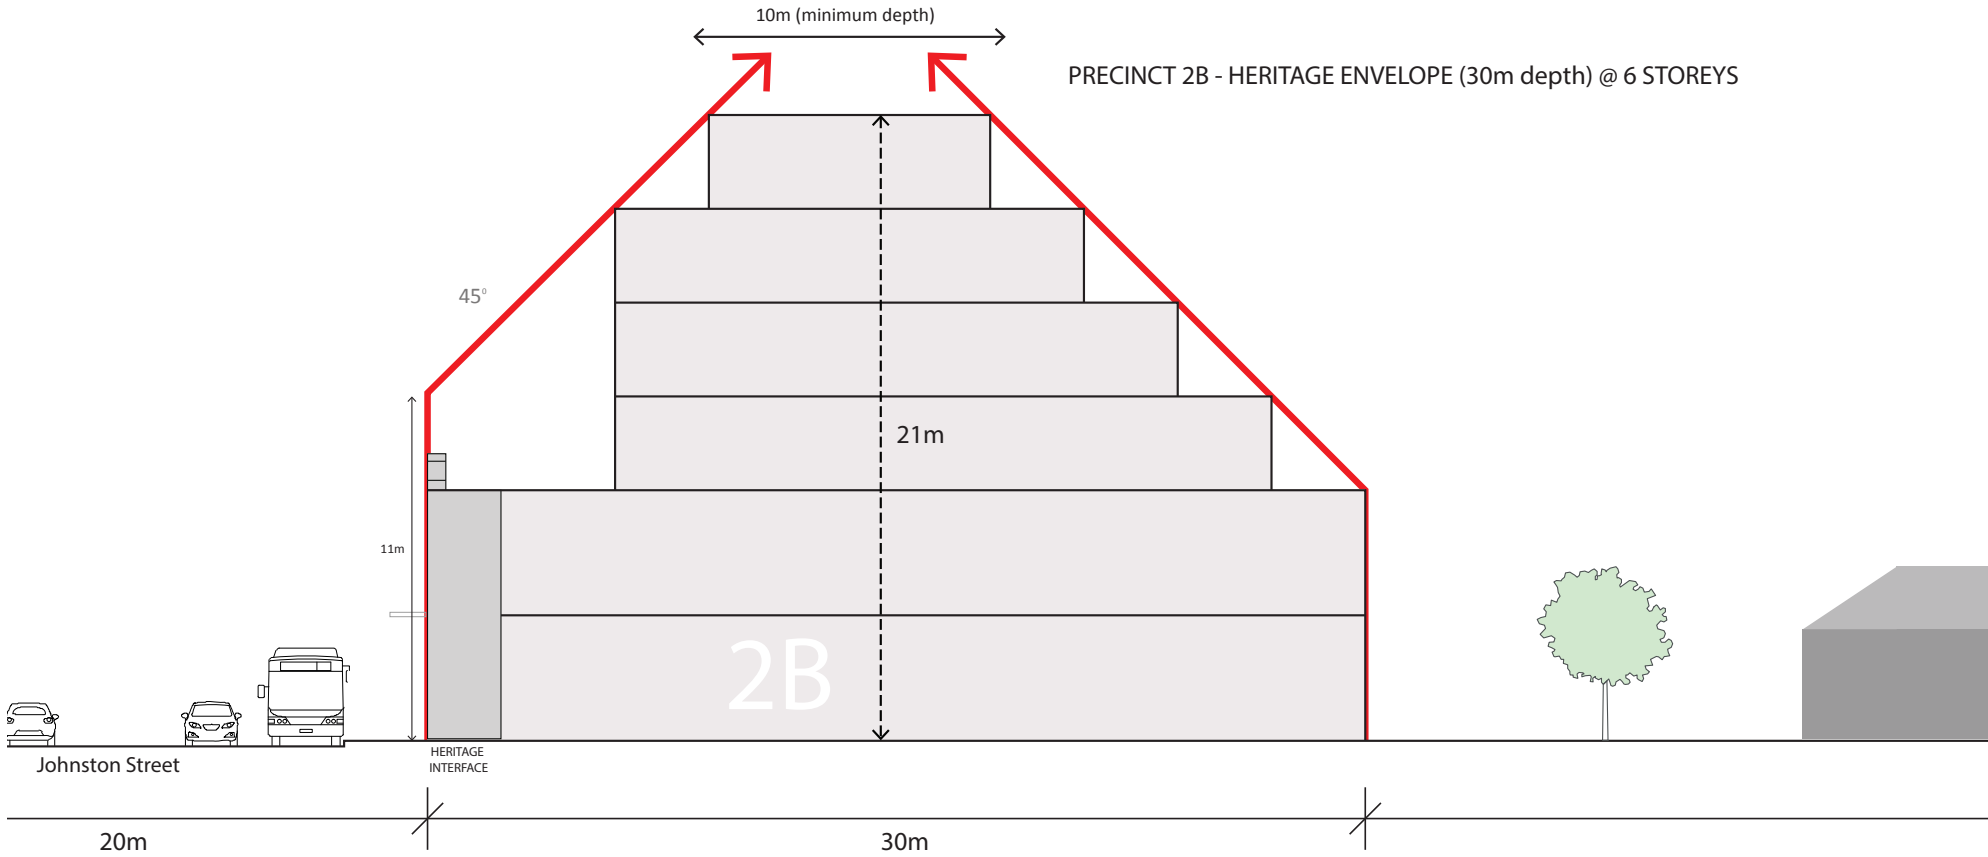 10m (minimum depth)
PRECINCT 2B - HERITAGE ENVELOPE (30m depth) @ 6 STOREYS
45⁰
21m
11m
2B
HERITAGE
INTERFACE
Johnston Street
20m
30m